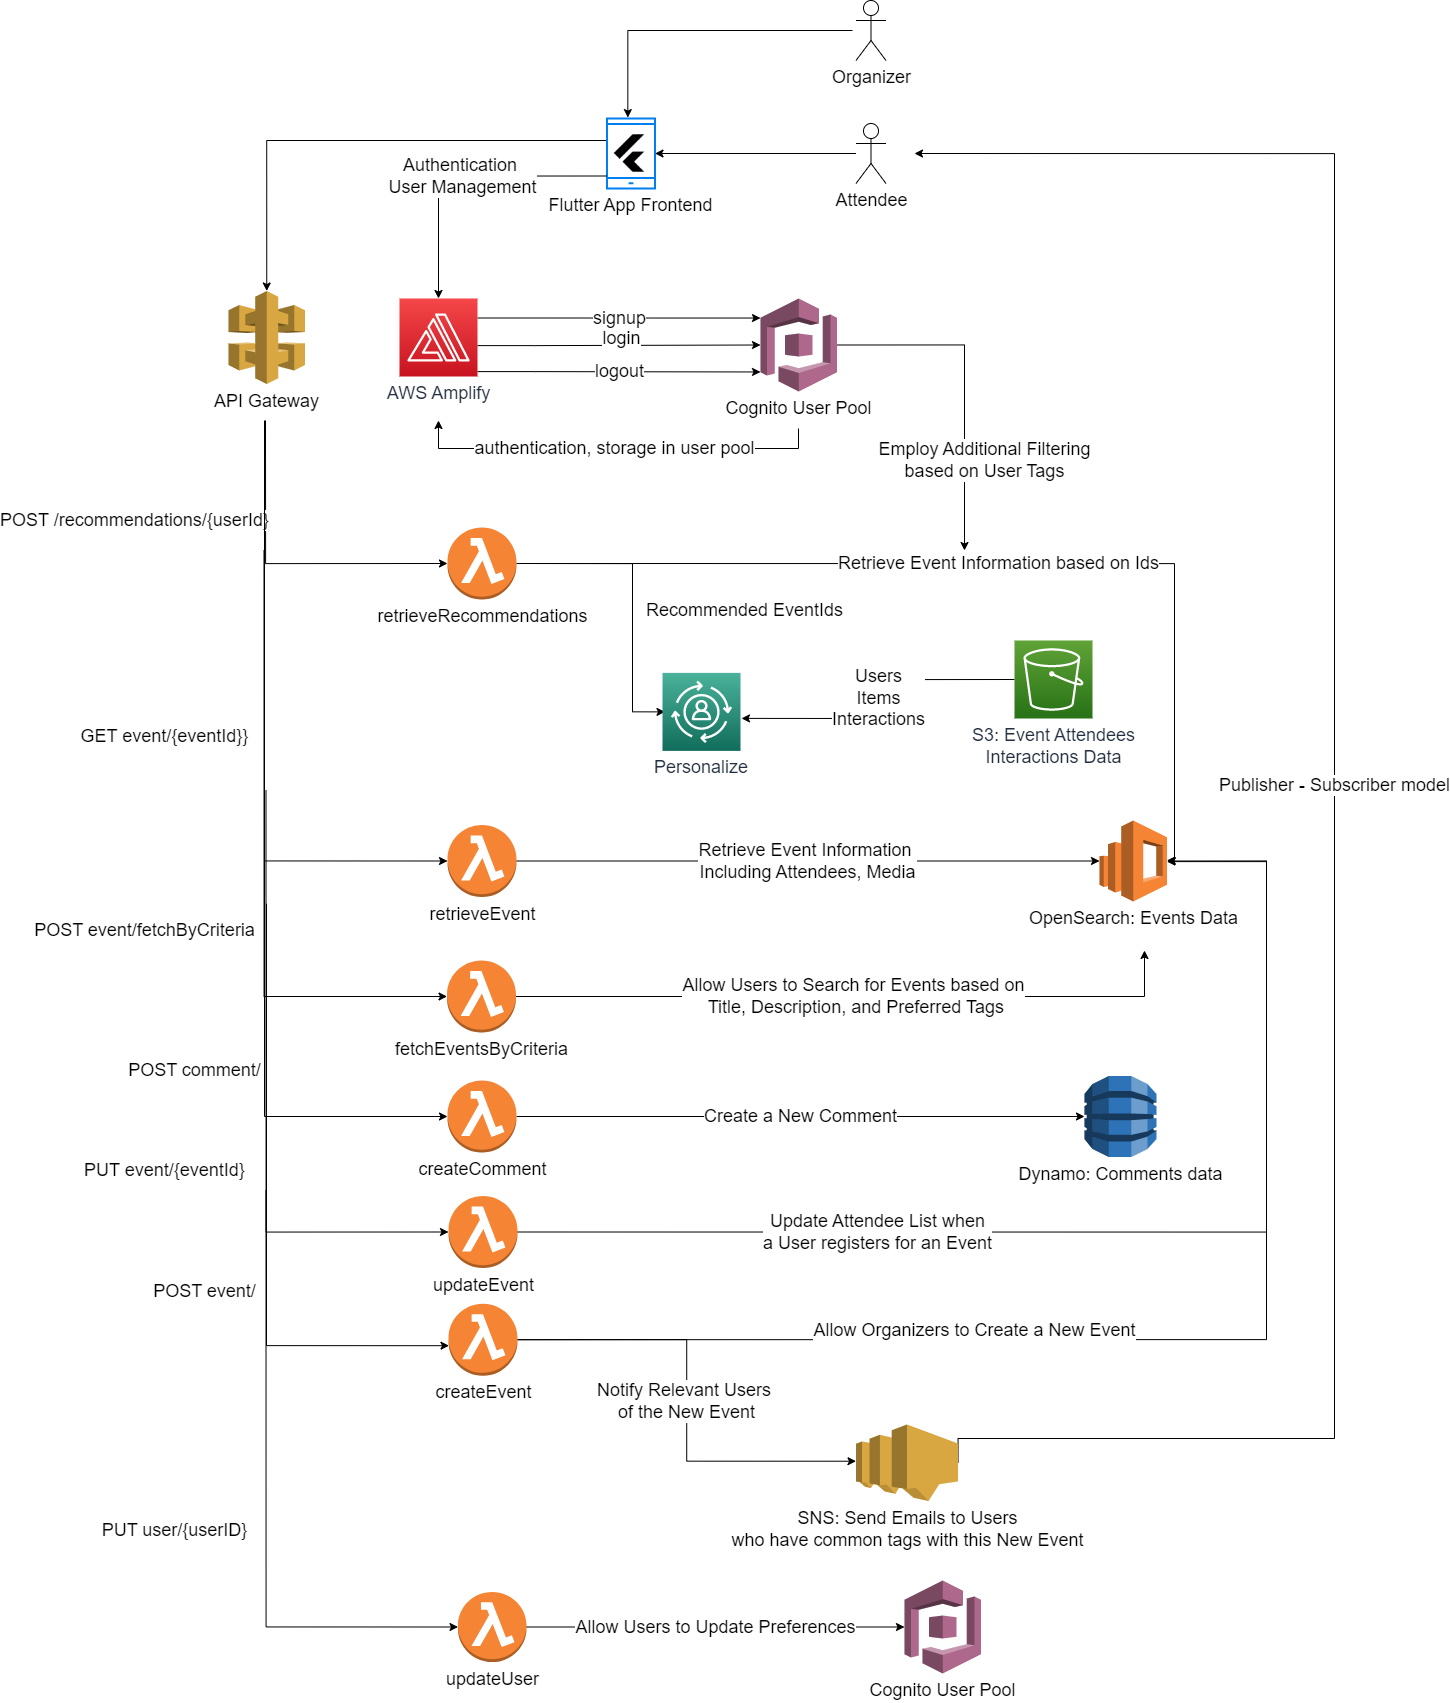 Organizer
Attendee
Authentication
User Management
Flutter App Frontend
API Gateway
AWS Amplify
signup
login
logout
Cognito User Pool
authentication, storage in user pool
Employ Additional Filtering
based on User Tags
POST /recommendations/{userId}
retrieveRecommendations
Retrieve Event Information based on Ids
Recommended EventIds
Users
Items
Interactions
Personalize
S3: Event Attendees
Interactions Data
GET event/{eventId}}
Publisher - Subscriber model
retrieveEvent
Retrieve Event Information
Including Attendees, Media
OpenSearch: Events Data
POST event/fetchByCriteria
fetchEventsByCriteria
Allow Users to Search for Events based on
Title, Description, and Preferred Tags
POST comment/
createComment
Create a New Comment
Dynamo: Comments data
PUT event/{eventId}
updateEvent
Update Attendee List when
a User registers for an Event
POST event/
createEvent
Allow Organizers to Create a New Event
Notify Relevant Users
of the New Event
SNS: Send Emails to Users
who have common tags with this New Event
PUT user/{userID}
updateUser
Allow Users to Update Preferences
Cognito User Pool